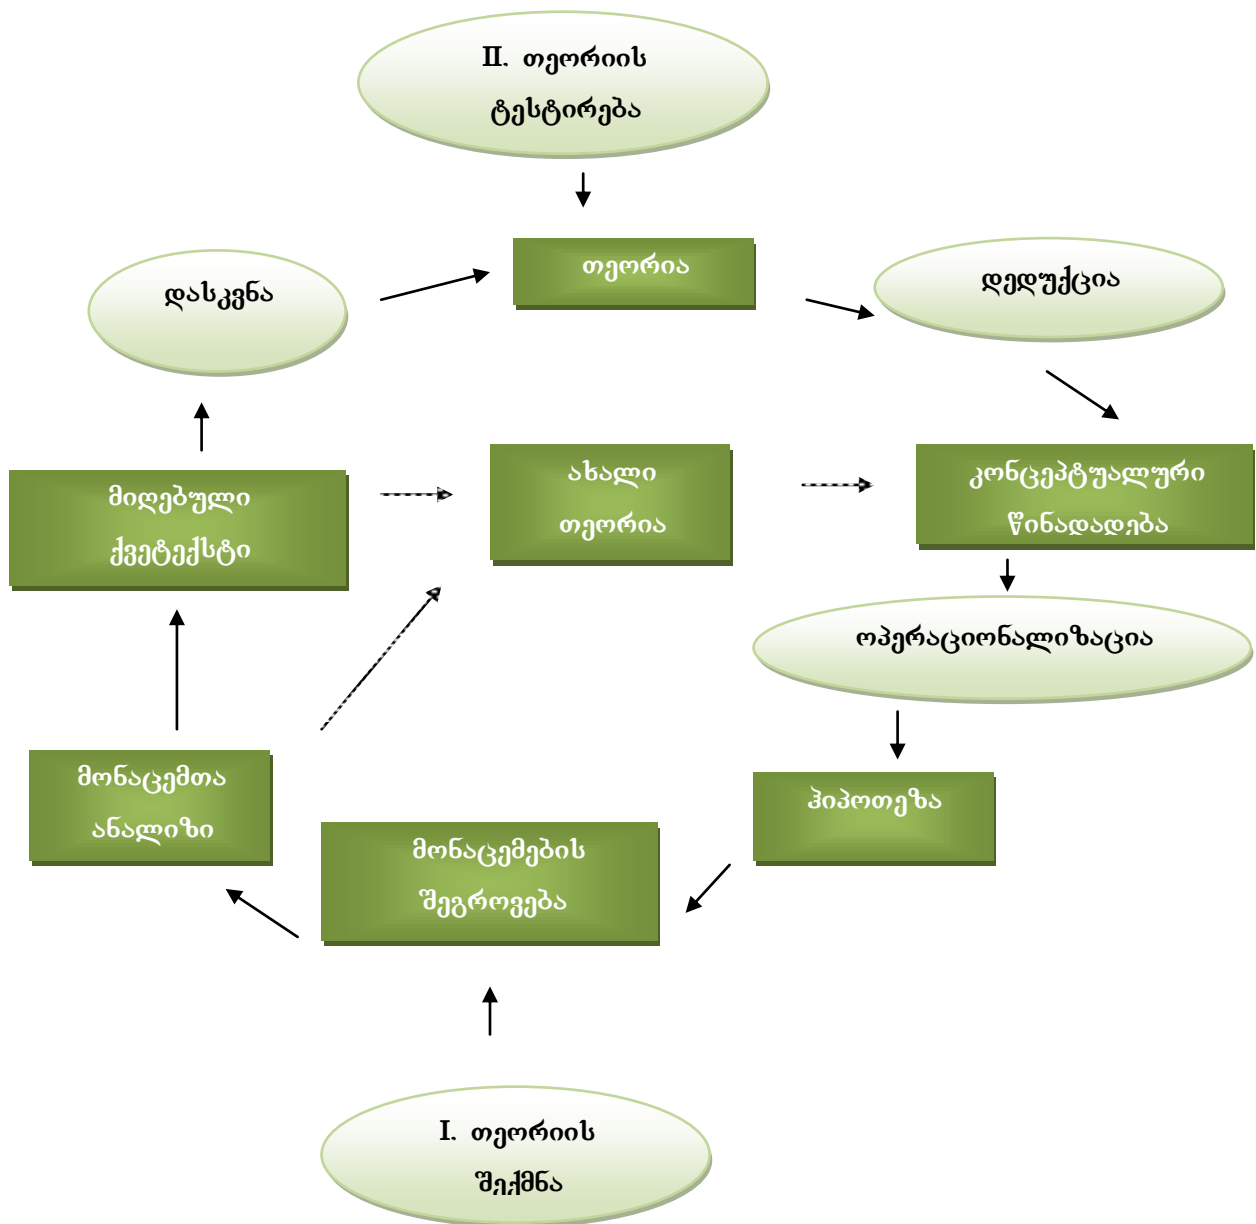 II. თეორიის
ტესტირება
თეორია
დედუქცია
დასკვნა
მიღებული
ქვეტექსტი
ახალი
თეორია
კონცეპტუალური
წინადადება
ოპერაციონალიზაცია
მონაცემთა
ანალიზი
ჰიპოთეზა
მონაცემების
შეგროვება
I. თეორიის
შექმნა